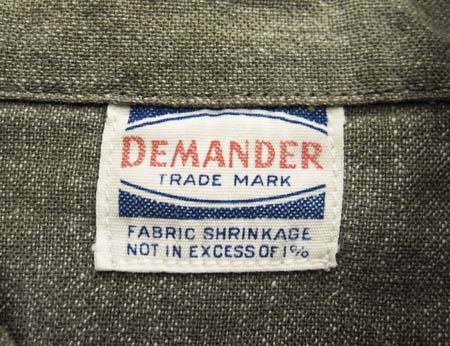 DEMANDER
TRADE MARK
FABRIC SHRINKAGE
NOT IN EXCESS OF 1%